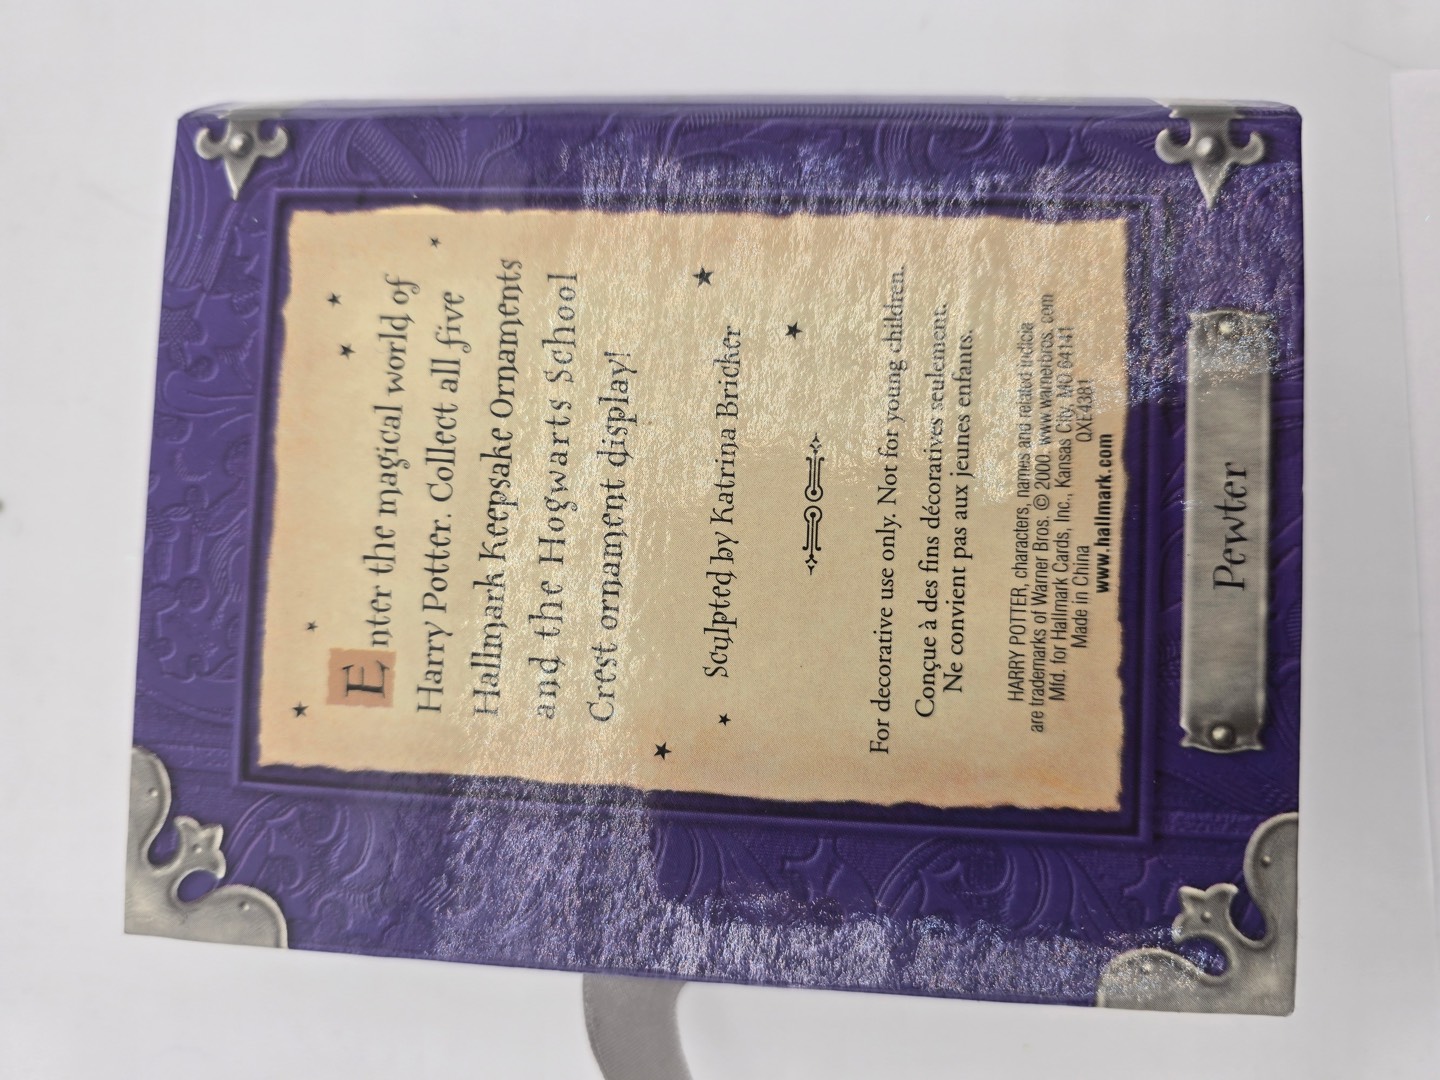 Enter the magical world of
Harry Potter. Collect all five
Hallmark Keepsake Ornaments
and the Hogwarts School
Crest ornament display!
Sculpted by Katrina Bricker
For decorative use only. Not for young children.
Conçue à des fins décoratives seulement.
Ne convient pas aux jeunes enfants.
HARRY POTTER, characters, names and related indicia
are trademarks of Warner Bros. © 2000. www.warnerbros.com
Mfd. for Hallmark Cards, Inc., Kansas City, MO 64141
Made in China QXE4381
www.hallmark.com
Pewter